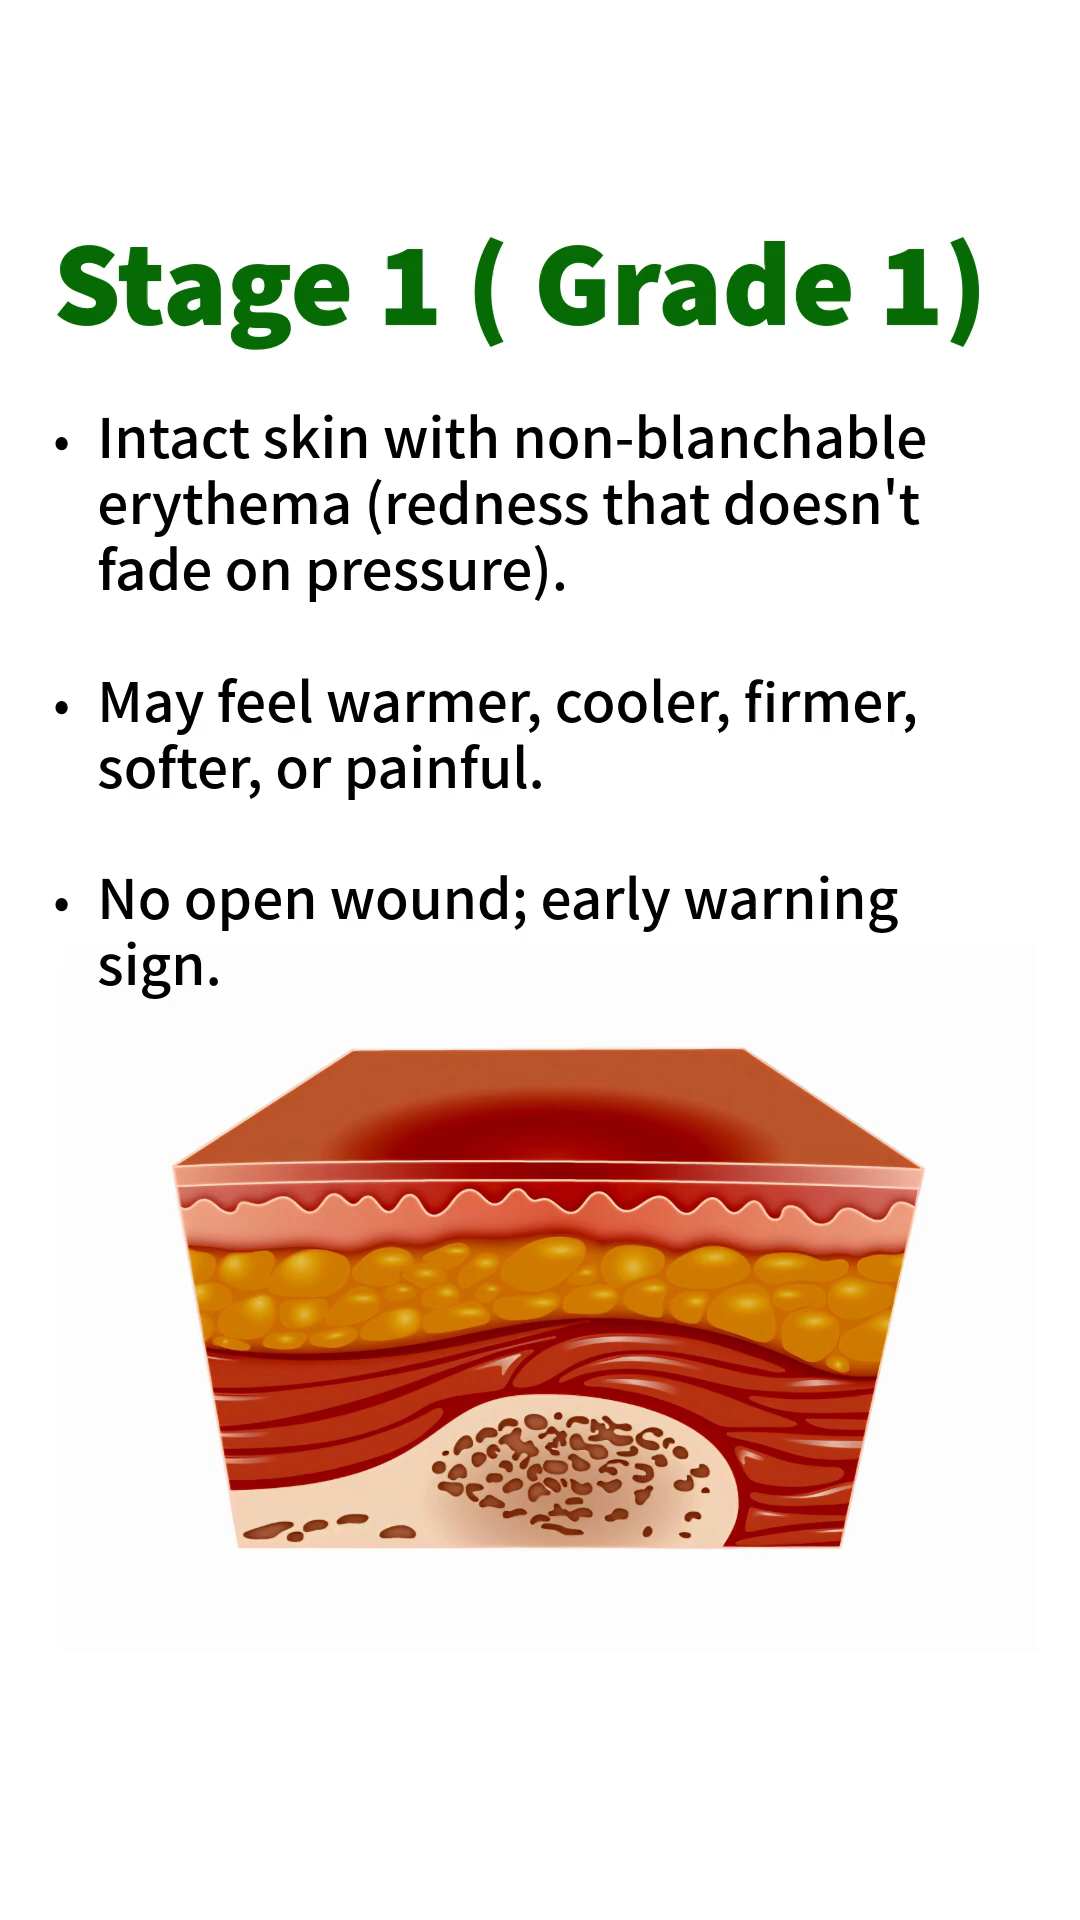 Stage 1 ( Grade 1)
• Intact skin with non-blanchable
erythema (redness that doesn't
fade on pressure).
• May feel warmer, cooler, firmer,
softer, or painful.
• No open wound; early warning
sign.